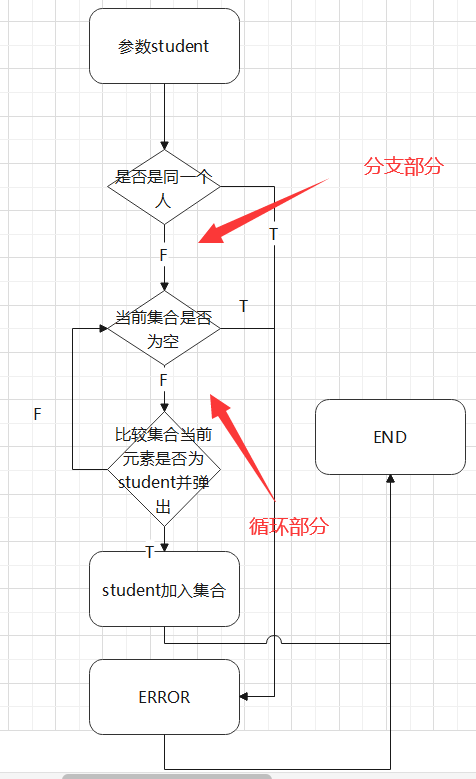 参数student
分支部分
是否是同一个
人
T
F
T
当前集合是否
为空
F
F
比较集合当前
元素是否为
student并弹
出
END
循环部分
T
student加入集合
ERROR